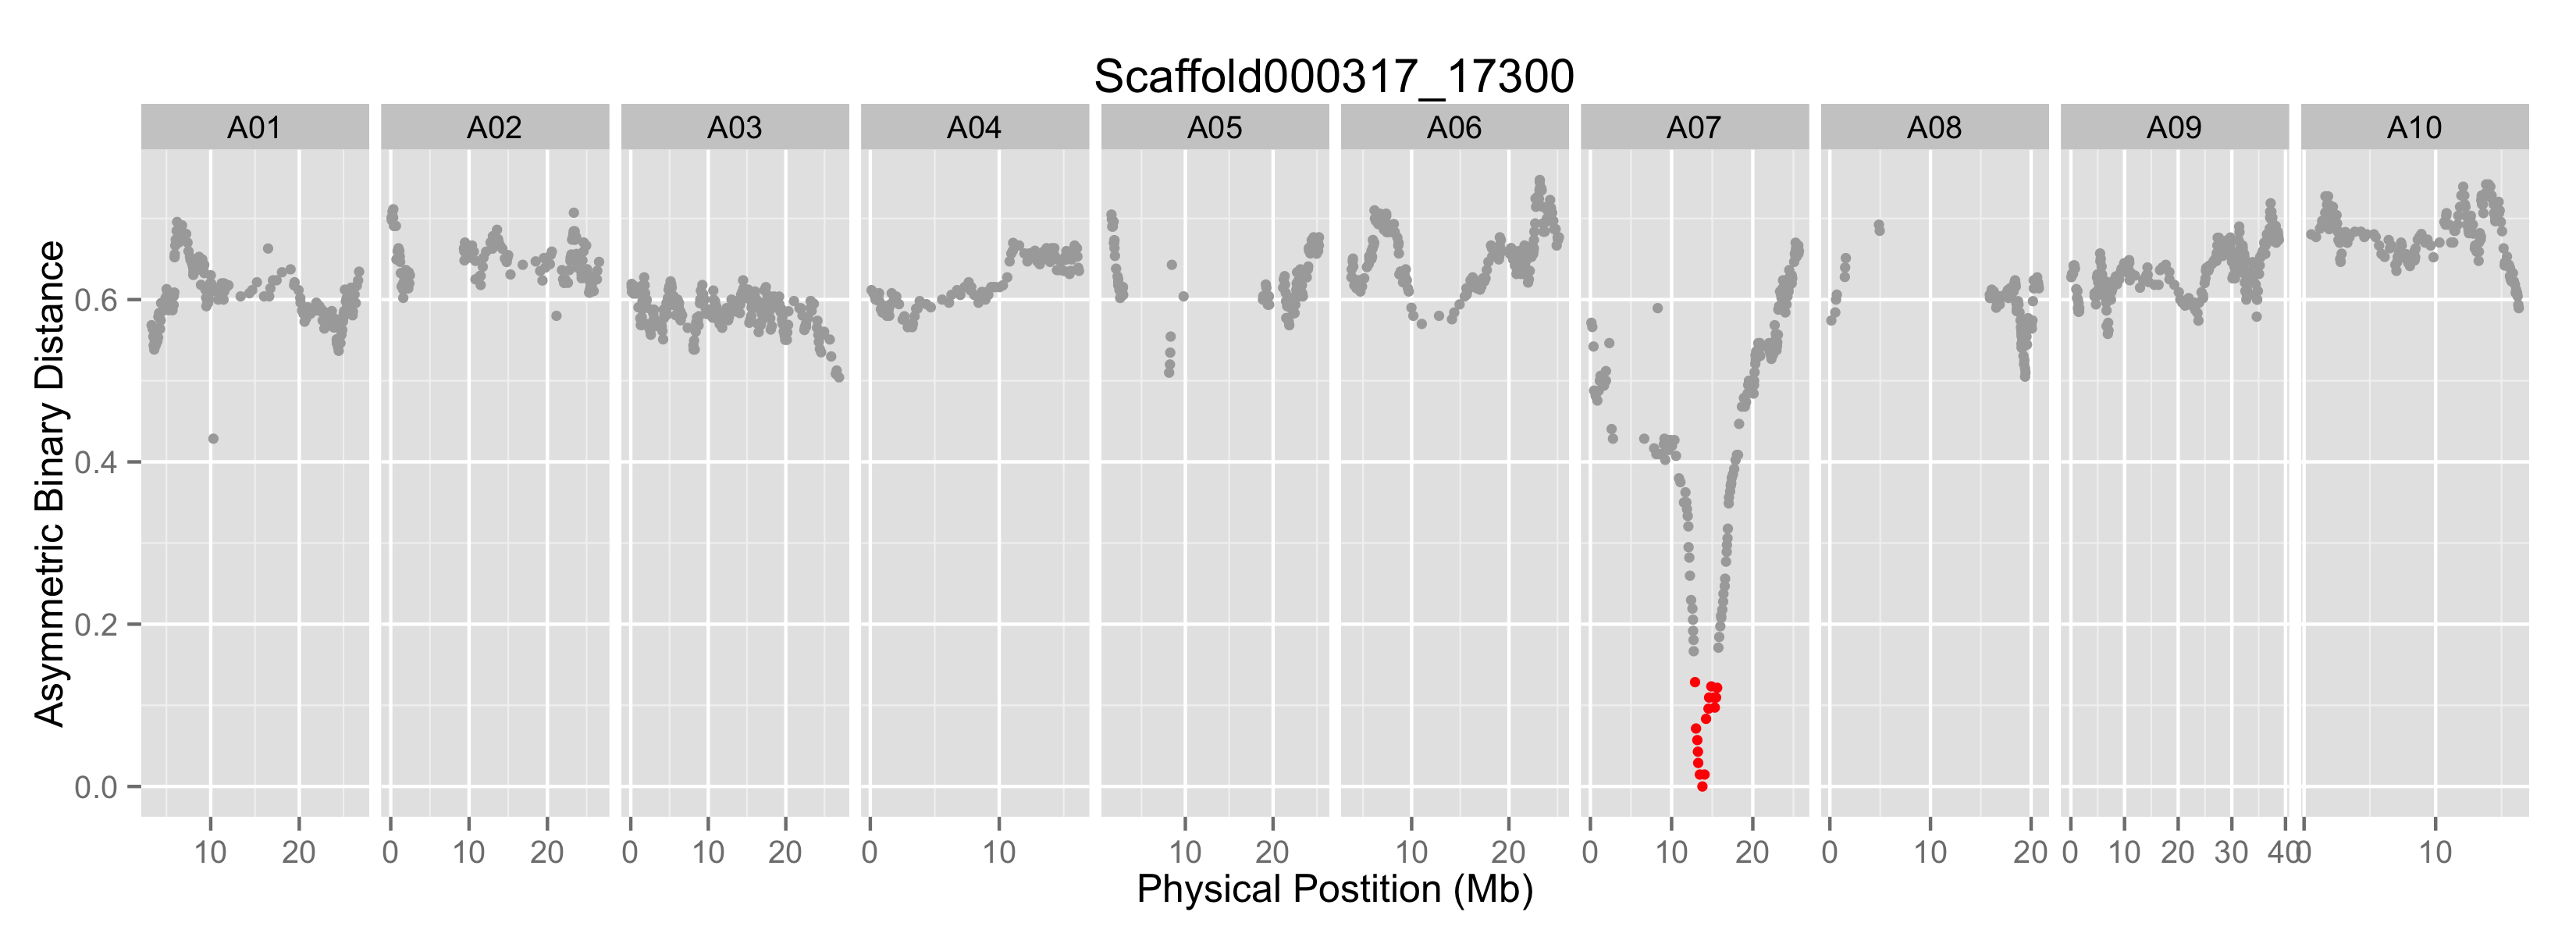 Scaffold000317_17300
A01 A02 A03 A04 A05 A06 A07 A08 A09 A10
Asymmetric Binary Distance
0.6
0.4
0.2
0.0
10 20 0 10 20 0 10 20 0 10 10 20 10 20 0 10 20 0 10 20 0 10 20 30 40 0 10
Physical Postition (Mb)